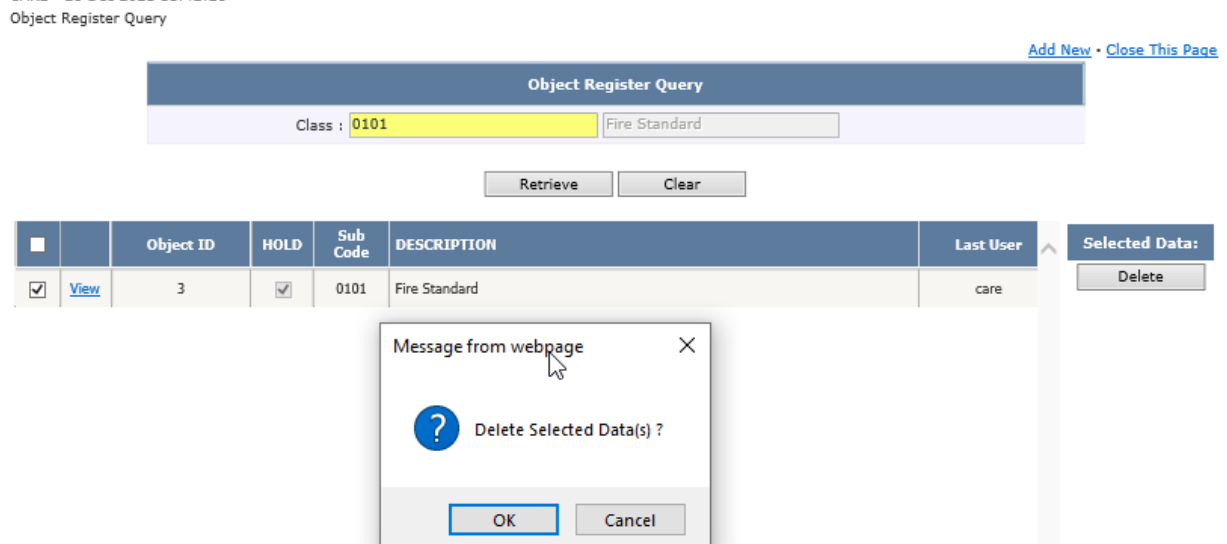 Object Register Query
Add New • Close This Page
Object Register Query
Class : 0101 Fire Standard
Retrieve Clear
Object ID HOLD Sub Code DESCRIPTION Last User Selected Data:
View 3 0101 Fire Standard care Delete
Message from webpage
Delete Selected Data(s) ?
OK Cancel